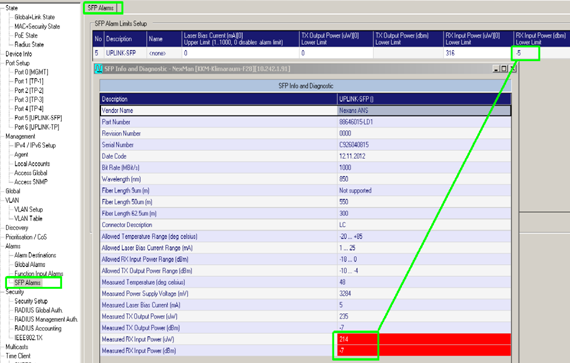 State
Global+Link State
MAC+Security State
PoE State
Radius State
Device Info
Port Setup
Port 0 [MGMT]
Port 1 [TP-1]
Port 2 [TP-2]
Port 3 [TP-3]
Port 4 [TP-4]
Port 5 [UPLINK-SFP]
Port 6 [UPLINK-TP]
Management
IPv4 / IPv6 Setup
Agent
Local Accounts
Access Global
Access SNMP
Global
VLAN
VLAN Setup
VLAN Table
Discovery
Prioritisation / CoS
Alarms
Alarm Destinations
Global Alarms
Function Input Alarms
SFP Alarms
Security
Security Setup
RADIUS Global Auth.
RADIUS Management Auth.
RADIUS Accounting
IEEE802.1X
Multicasts
Time Client
SFP Alarms
SFP Alarm Limits Setup
No Description Name Laser Bias Current (mA)[0] TX Output Power (uW)[0] TX Output Power (dBm) RX Input Power (uW)[0] RX Input Power (dBm)
Upper Limit (1..1000, 0 disables alarm limit) Lower Limit Lower Limit Lower Limit Lower Limit
5 UPLINK-SFP 0 0 316 -5
SFP Info and Diagnostic - NexMan
SFP Info and Diagnostic
Description UPLINK-SFP ()
Vendor Name Nexans ANS
Part Number 88646015-LD1
Revision Number 0000
Serial Number C926040815
Date Code 12.11.2012
Bit Rate (MBit/s) 1000
Wavelength (nm) 850
Fiber Length 9um (m) Not supported
Fiber Length 50um (m) 550
Fiber Length 62.5um (m) 300
Connector Description LC
Allowed Temperature Range (deg celsius) -20 ... +85
Allowed Laser Bias Current Range (mA) 1 ... 25
Allowed RX Input Power Range (dBm) -18 ... 0
Allowed TX Output Power Range (dBm) -10 ... -4
Measured Temperature (deg celsius) 48
Measured Power Supply Voltage (mV) 3284
Measured Laser Bias Current (mA) 5
Measured TX Output Power (uW) 235
Measured TX Output Power (dBm) -7
Measured RX Input Power (uW) 214
Measured RX Input Power (dBm) -7